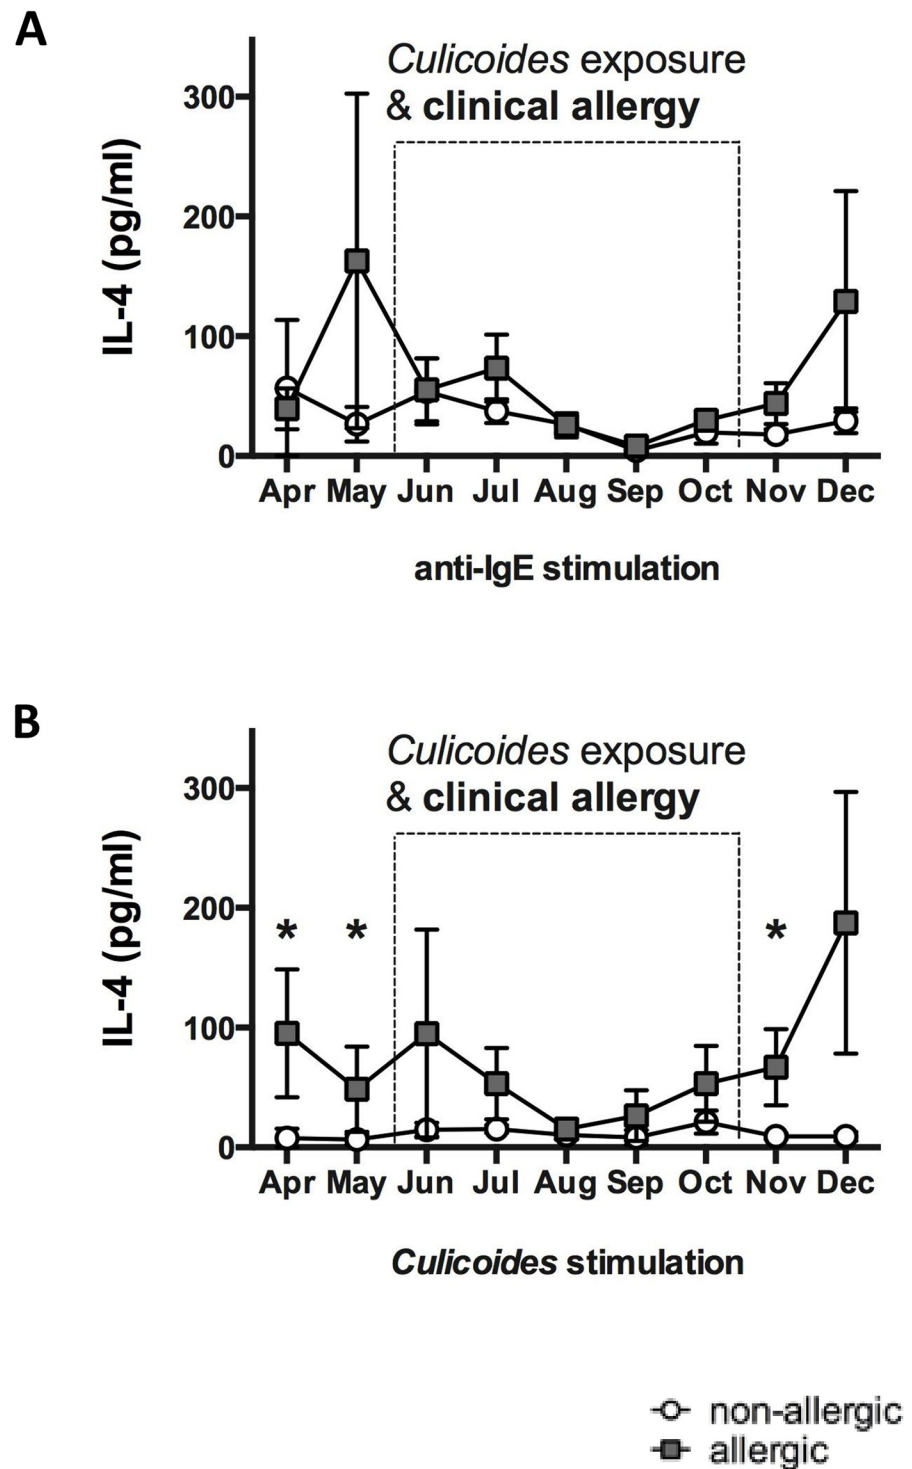 A
Culicoides exposure
& clinical allergy
IL-4 (pg/ml)
300
200
100
0
Apr May Jun Jul Aug Sep Oct Nov Dec
anti-IgE stimulation
B
Culicoides exposure
& clinical allergy
IL-4 (pg/ml)
300
200
* * *
100
0
Apr May Jun Jul Aug Sep Oct Nov Dec
Culicoides stimulation
non-allergic
allergic